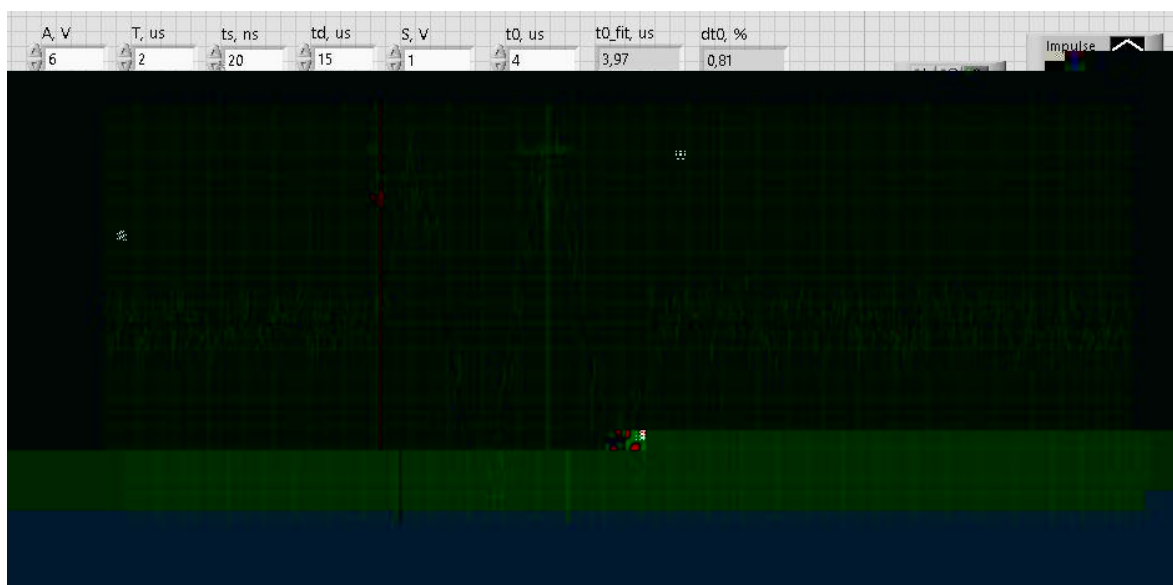 A, V T, us ts, ns td, us S, V t0, us t0_fit, us dt0, %
6 2 20 15 1 4 3,97 0,81
Impulse